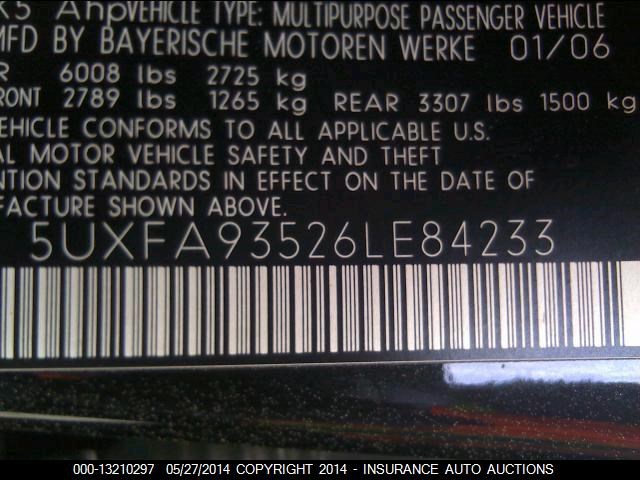 X5 VEHICLE TYPE: MULTIPURPOSE PASSENGER VEHICLE
MFD BY BAYERISCHE MOTOREN WERKE 01/06
R 6008 lbs 2725 kg
FRONT 2789 lbs 1265 kg REAR 3307 lbs 1500 kg
VEHICLE CONFORMS TO ALL APPLICABLE U.S.
AL MOTOR VEHICLE SAFETY AND THEFT
NTION STANDARDS IN EFFECT ON THE DATE OF
FACTURE SHOWN ABOVE.
5UXFA93526LE84233
000-13210297 05/27/2014 COPYRIGHT 2014 - INSURANCE AUTO AUCTIONS